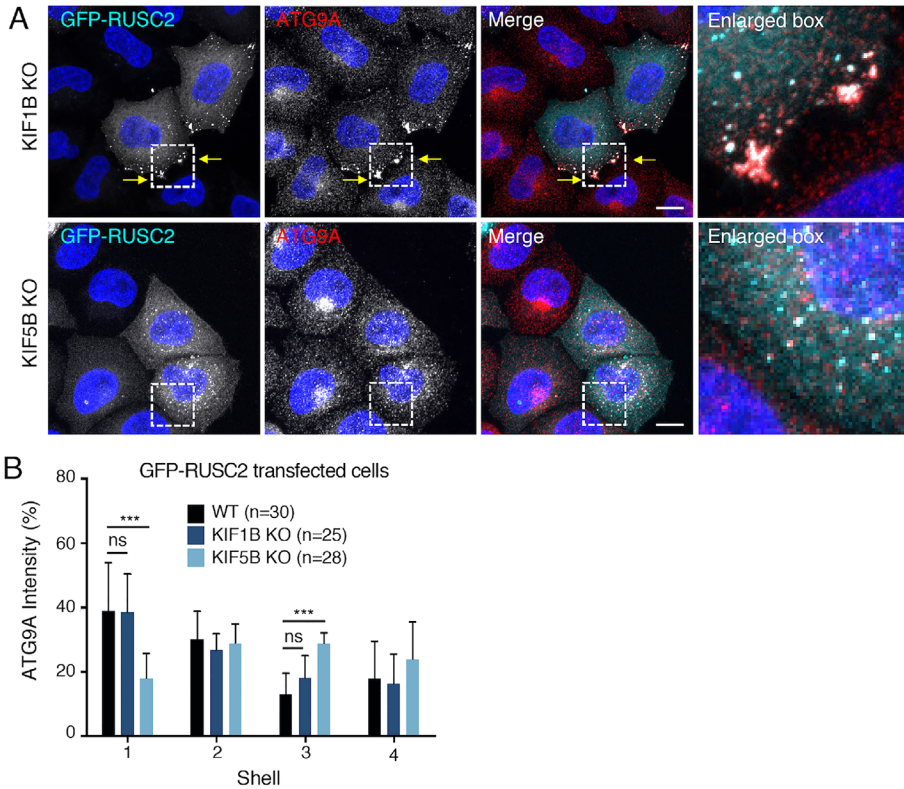 A
GFP-RUSC2 ATG9A Merge Enlarged box
KIF1B KO
GFP-RUSC2 ATG9A Merge Enlarged box
KIF5B KO
B
GFP-RUSC2 transfected cells
WT (n=30)
KIF1B KO (n=25)
KIF5B KO (n=28)
ATG9A Intensity (%)
80
60
40
20
0
***
ns
***
ns
1 2 3 4
Shell